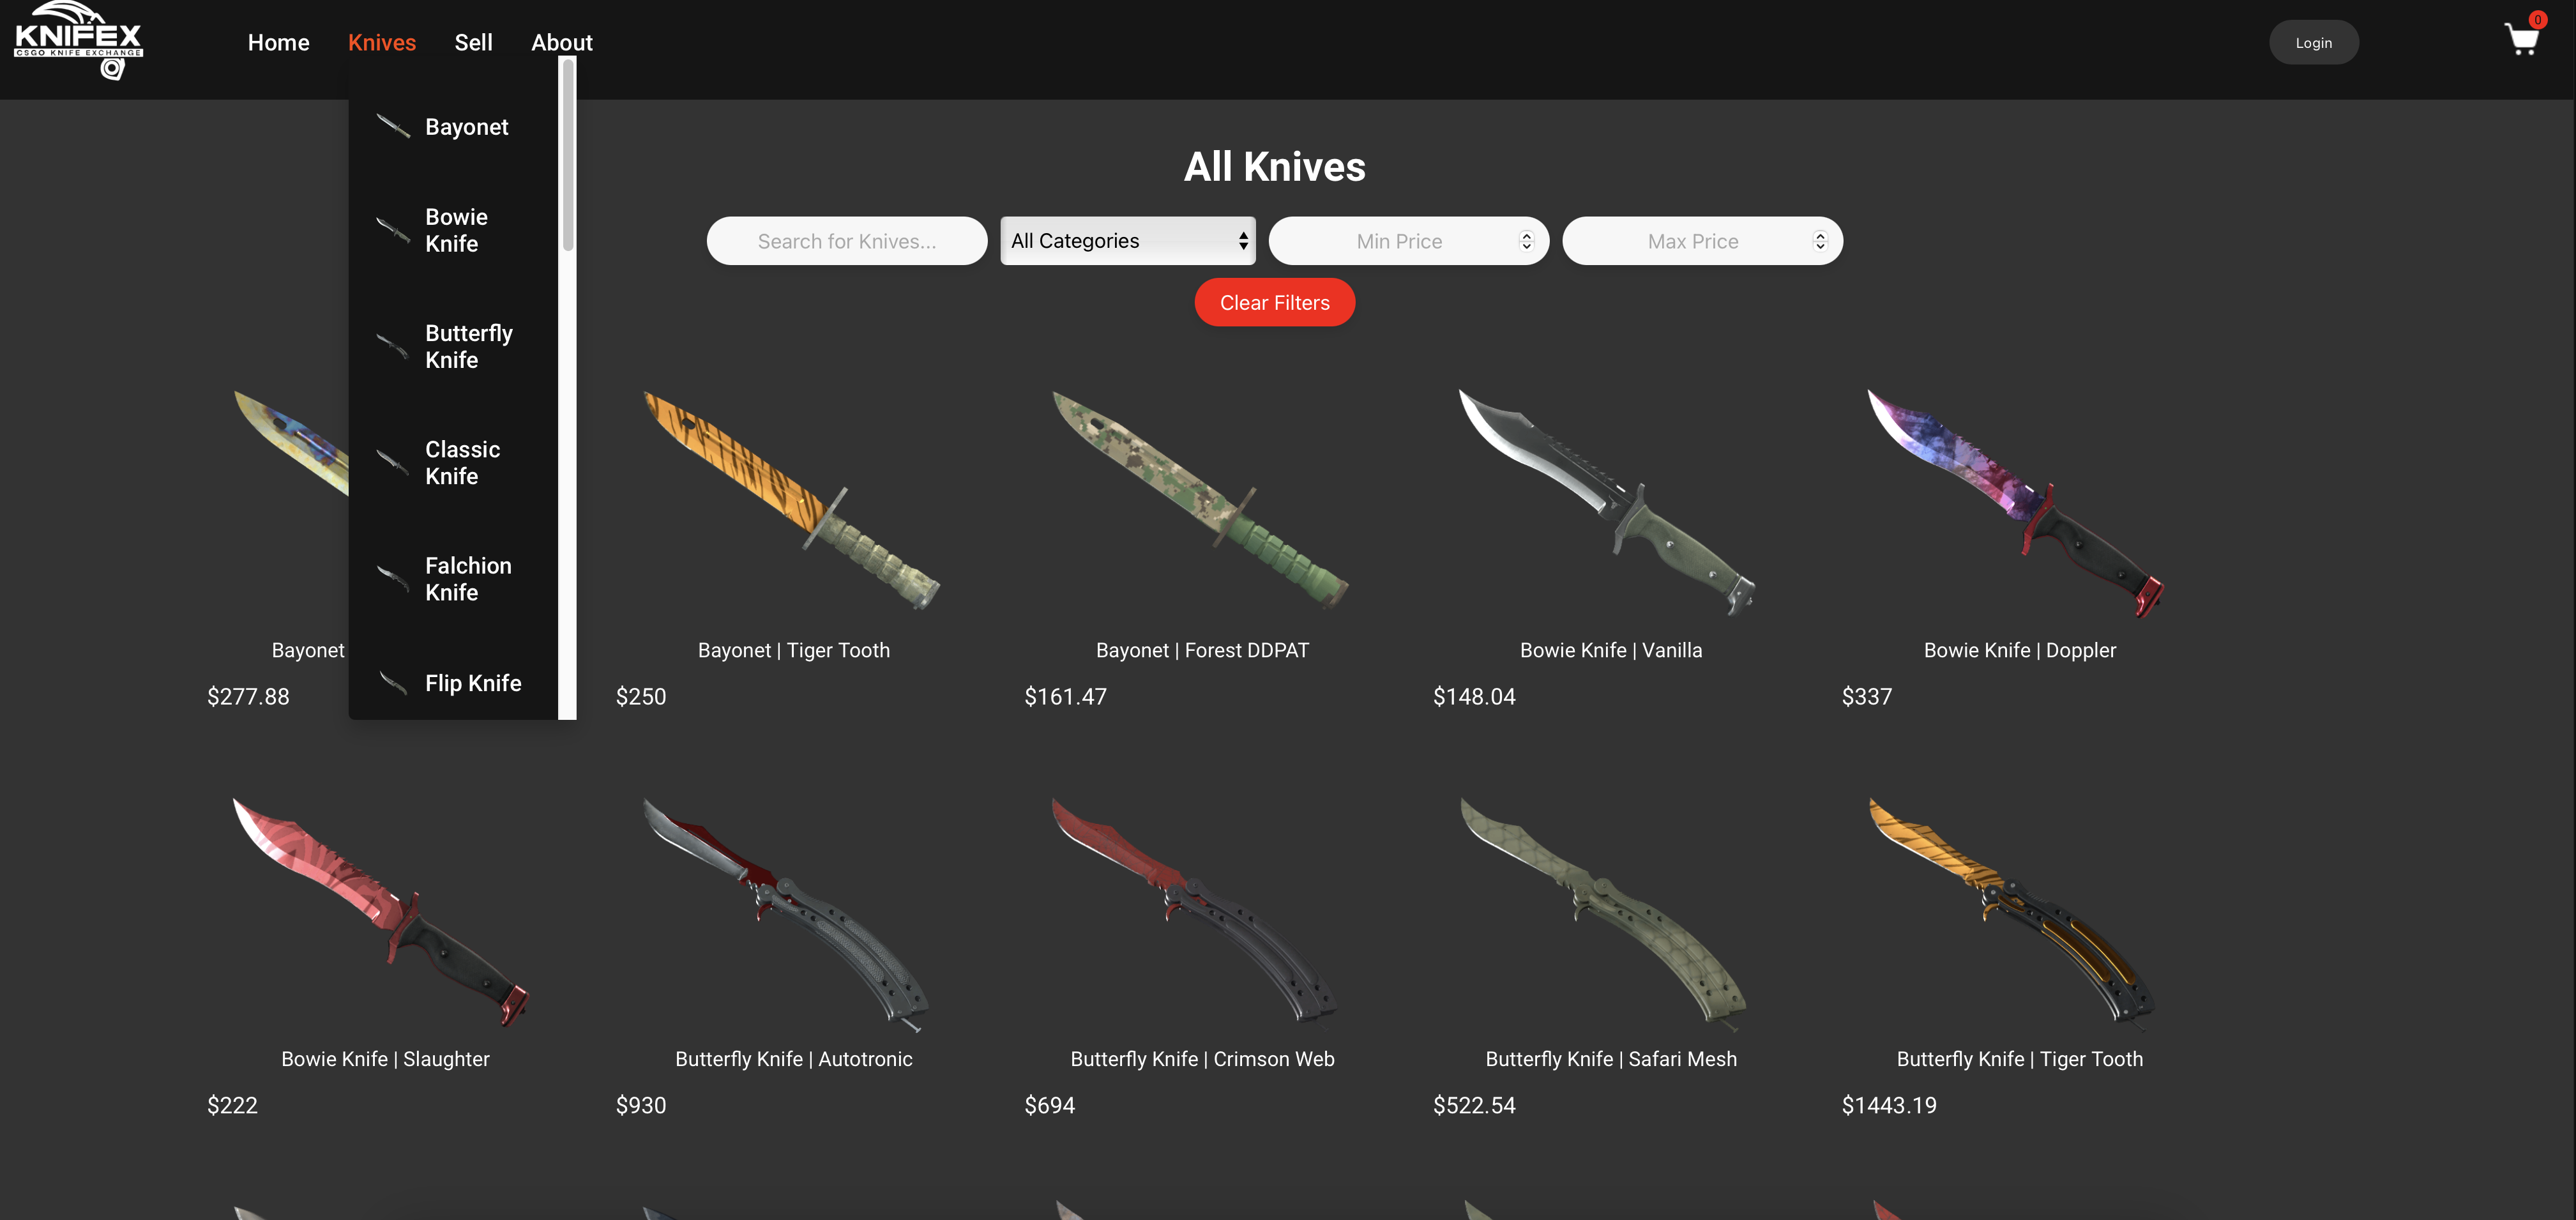 KNIFEX
CSGO KNIFE EXCHANGE
Home
Knives
Sell
About
Login
0
Bayonet
Bowie
Knife
Butterfly
Knife
Classic
Knife
Falchion
Knife
Flip Knife
All Knives
Search for Knives...
All Categories
Min Price
Max Price
Clear Filters
Bayonet
$277.88
Bayonet | Tiger Tooth
$250
Bayonet | Forest DDPAT
$161.47
Bowie Knife | Vanilla
$148.04
Bowie Knife | Doppler
$337
Bowie Knife | Slaughter
$222
Butterfly Knife | Autotronic
$930
Butterfly Knife | Crimson Web
$694
Butterfly Knife | Safari Mesh
$522.54
Butterfly Knife | Tiger Tooth
$1443.19